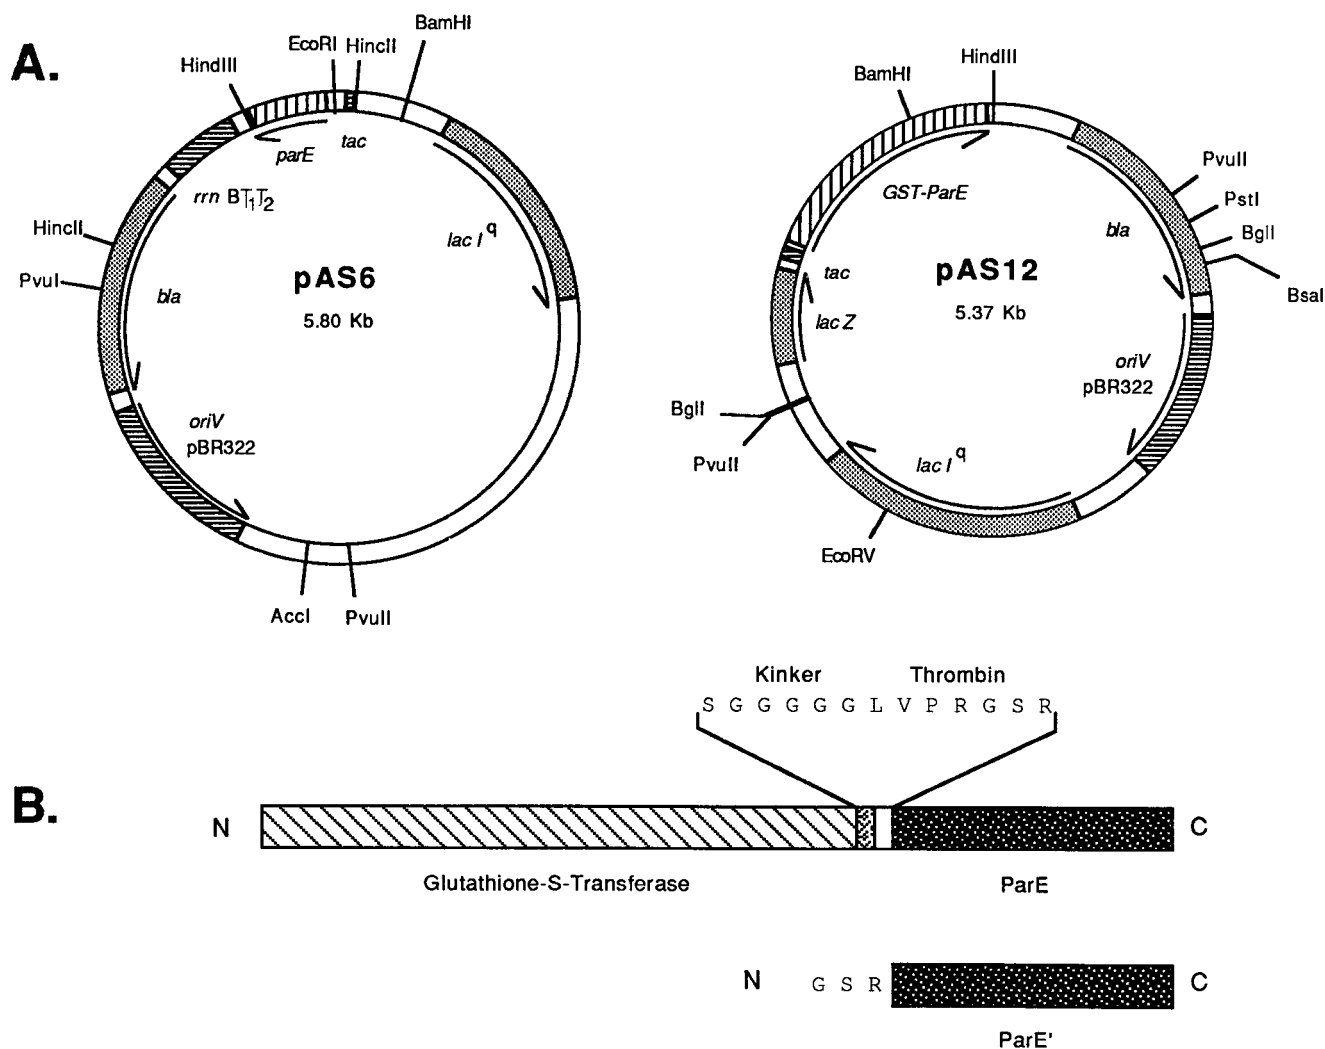 A.
HindIII
EcoRI
HincII
BamHI
parE
tac
rrn BT1T2
lac I q
HincII
PvuI
bla
pAS6
5.80 Kb
oriV
pBR322
AccI
PvuII
BamHI
HindIII
GST-ParE
PvuII
PstI
BglI
BsaI
bla
tac
lac Z
pAS12
5.37 Kb
oriV
pBR322
BglI
PvuII
lac I q
EcoRV
Kinker
Thrombin
S G G G G G L V P R G S R
B.
N
C
Glutathione-S-Transferase
ParE
N
G S R
C
ParE'